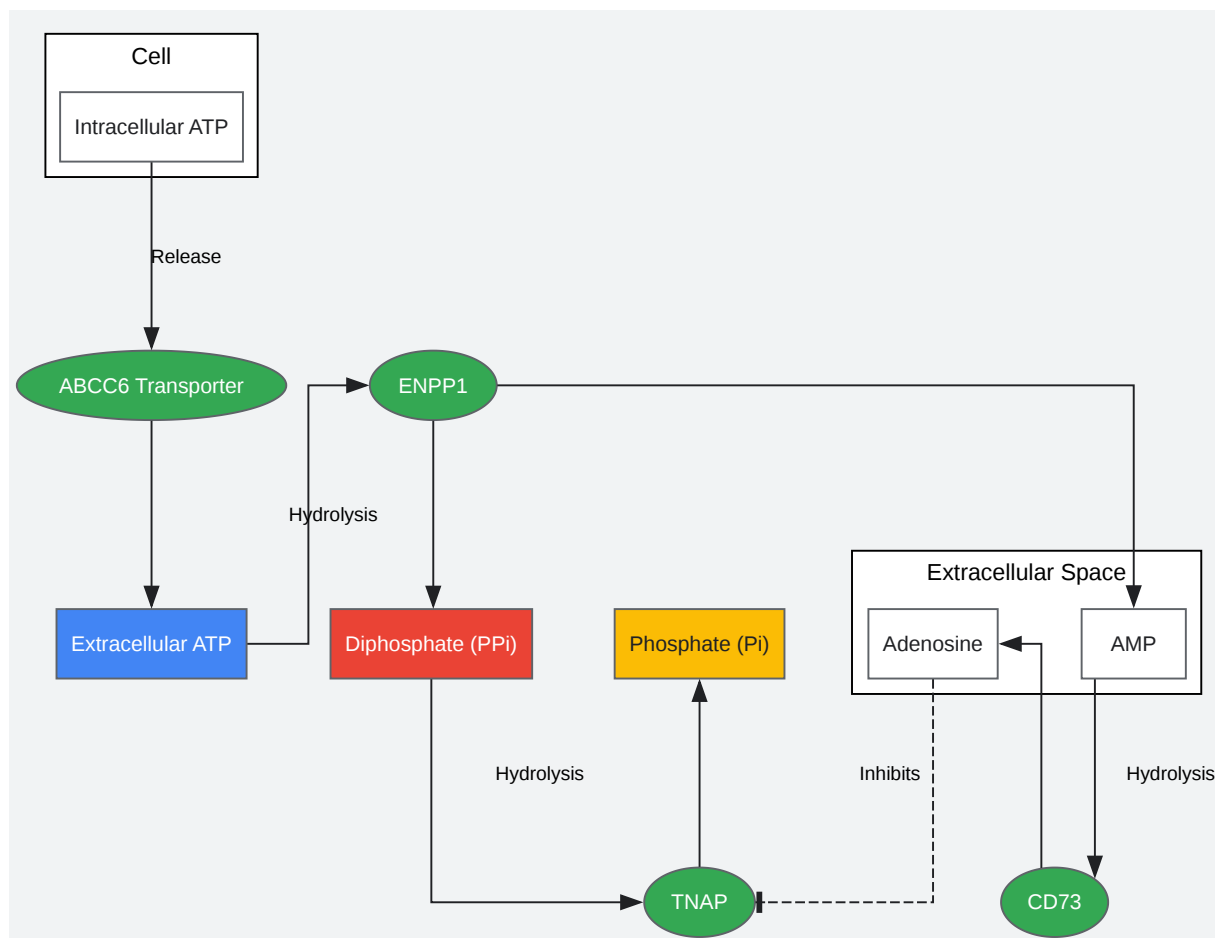 Cell
Intracellular ATP
Release
ABCC6 Transporter
ENPP1
Hydrolysis
Extracellular Space
Extracellular ATP
Diphosphate (PPi)
Phosphate (Pi)
Adenosine
AMP
Hydrolysis
Inhibits
Hydrolysis
TNAP
CD73